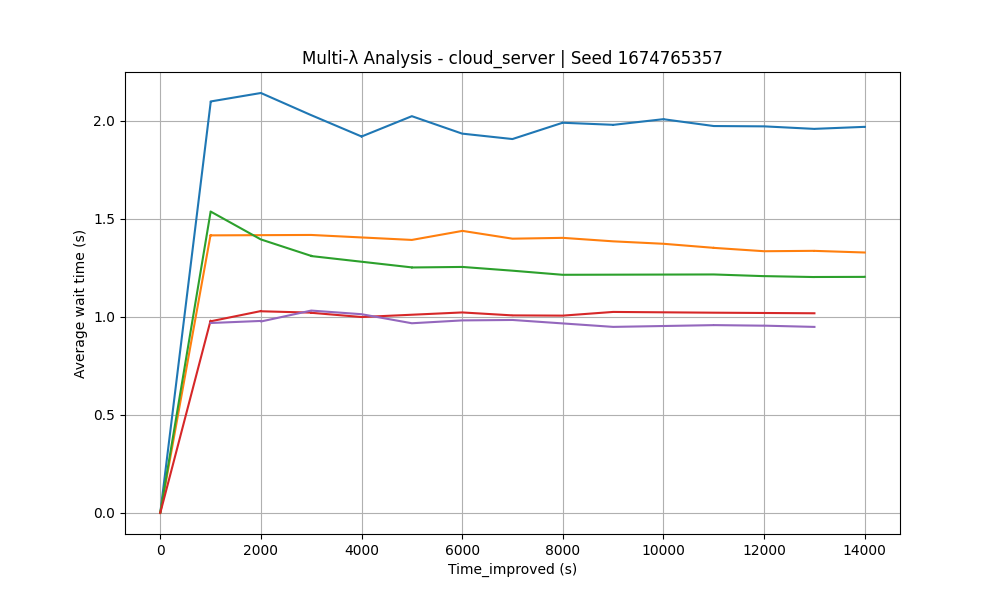 Multi-λ Analysis - cloud_server | Seed 1674765357
Average wait time (s)
2.0
1.5
1.0
0.5
0.0
0 2000 4000 6000 8000 10000 12000 14000
Time_improved (s)